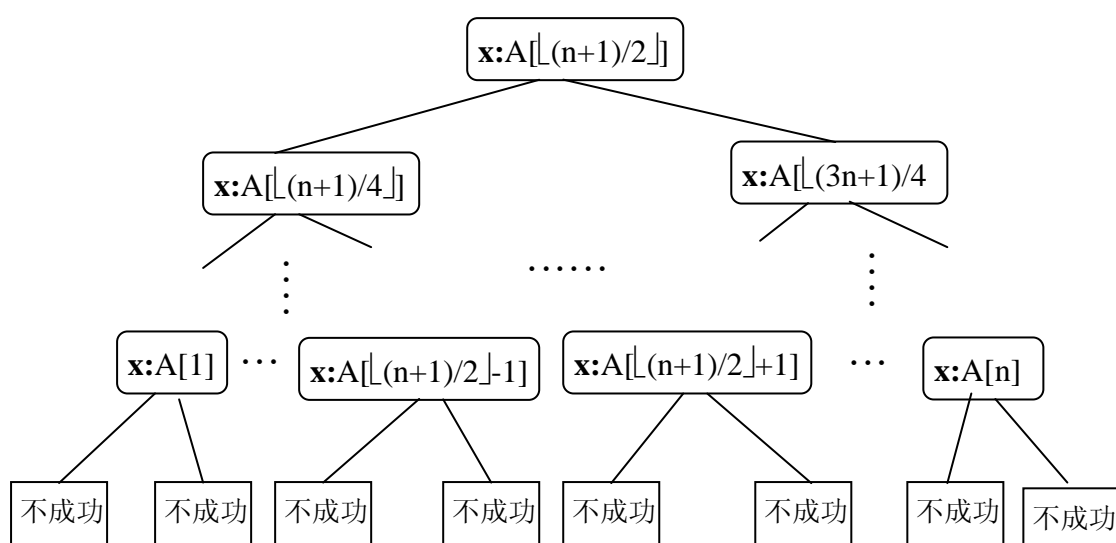 x:A[⌊(n+1)/2⌋]
x:A[⌊(n+1)/4⌋]
x:A[⌊(3n+1)/4
......
x:A[1]
...
x:A[⌊(n+1)/2⌋-1]
x:A[⌊(n+1)/2⌋+1]
...
x:A[n]
不成功
不成功
不成功
不成功
不成功
不成功
不成功
不成功